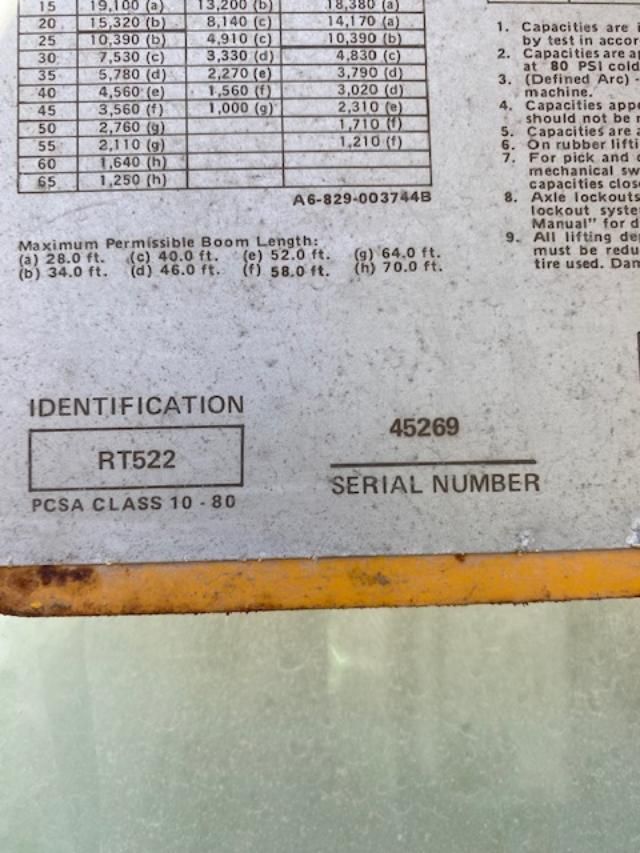 15 19,100 (a) 13,200 (b) 18,380 (a)
20 15,320 (b) 8,140 (c) 14,170 (a)
25 10,390 (b) 4,910 (c) 10,390 (b)
30 7,530 (c) 3,330 (d) 4,830 (c)
35 5,780 (d) 2,270 (e) 3,790 (d)
40 4,560 (e) 1,560 (f) 3,020 (d)
45 3,560 (f) 1,000 (g) 2,310 (e)
50 2,760 (g) 1,710 (f)
55 2,110 (g) 1,210 (f)
60 1,640 (h)
65 1,250 (h)
A6-829-003744B
Maximum Permissible Boom Length:
(a) 28.0 ft. (c) 40.0 ft. (e) 52.0 ft. (g) 64.0 ft.
(b) 34.0 ft. (d) 46.0 ft. (f) 58.0 ft. (h) 70.0 ft.
1. Capacities are
by test in accor
2. Capacities are
at 80 PSI cold
3. (Defined Arc) -
machine.
4. Capacities appe
should not be
5. Capacities are
6. On rubber lifti
7. For pick and
mechanical sw
capacities clos
8. Axle lockouts
lockout syste
Manual" for d
9. All lifting de
must be redu
tire used. Dam
IDENTIFICATION
RT522
PCSA CLASS 10 - 80
45269
SERIAL NUMBER